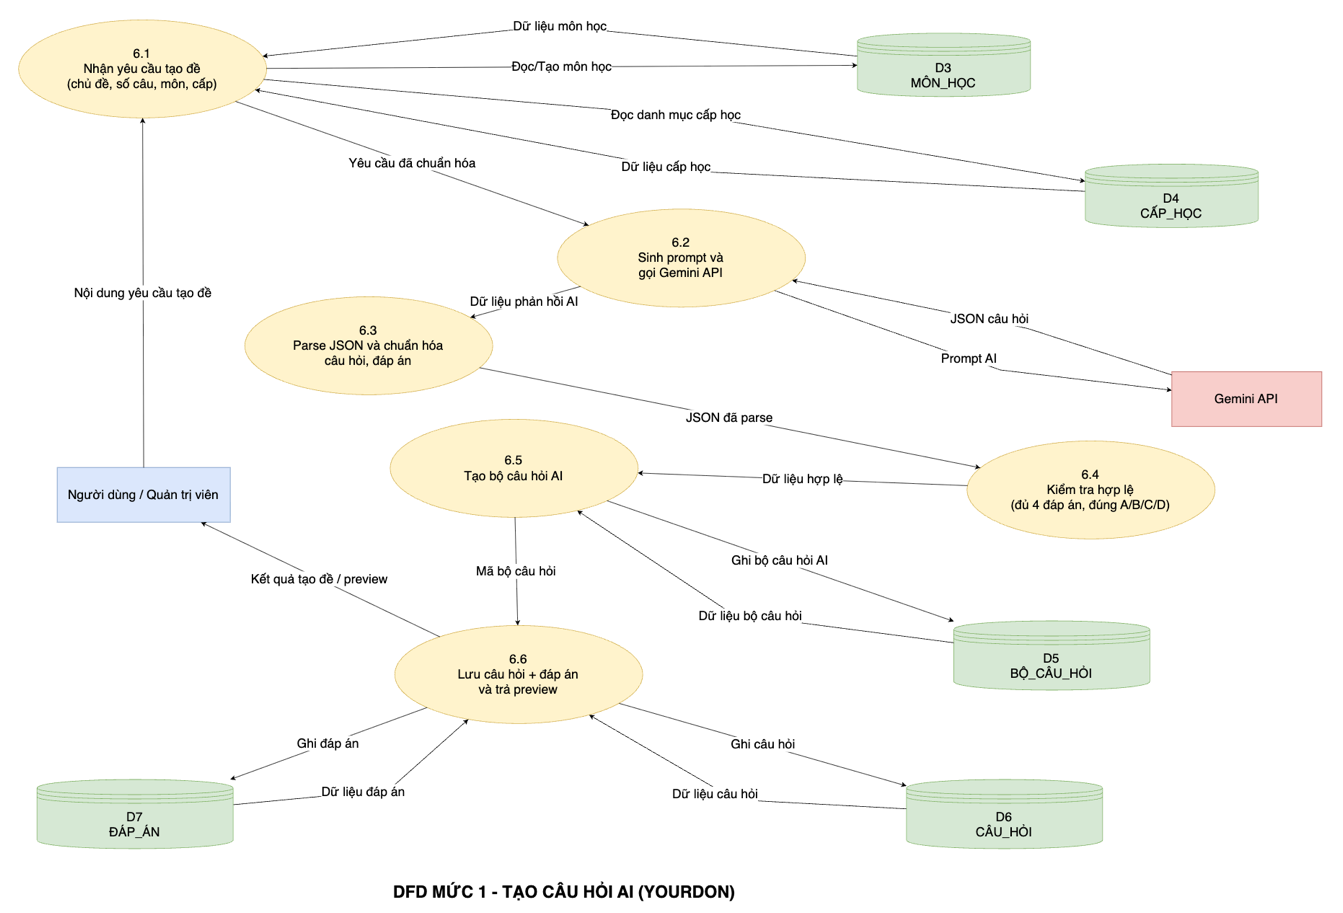 Dữ liệu môn học
6.1
Nhận yêu cầu tạo đề
(chủ đề, số câu, môn, cấp)
Đọc/Tạo môn học
D3
MÔN_HỌC
Đọc danh mục cấp học
Yêu cầu đã chuẩn hóa
Dữ liệu cấp học
D4
CẤP_HỌC
6.2
Sinh prompt và
gọi Gemini API
Nội dung yêu cầu tạo đề
Dữ liệu phản hồi AI
6.3
Parse JSON và chuẩn hóa
câu hỏi, đáp án
JSON câu hỏi
Prompt AI
Gemini API
JSON đã parse
6.5
Tạo bộ câu hỏi AI
Dữ liệu hợp lệ
6.4
Kiểm tra hợp lệ
(đủ 4 đáp án, đúng A/B/C/D)
Người dùng / Quản trị viên
Ghi bộ câu hỏi AI
Mã bộ câu hỏi
Kết quả tạo đề / preview
Dữ liệu bộ câu hỏi
D5
BỘ_CÂU_HỎI
6.6
Lưu câu hỏi + đáp án
và trả preview
Ghi đáp án
Ghi câu hỏi
Dữ liệu đáp án
Dữ liệu câu hỏi
D7
ĐÁP_ÁN
D6
CÂU_HỎI
DFD MỨC 1 - TẠO CÂU HỎI AI (YOURDON)